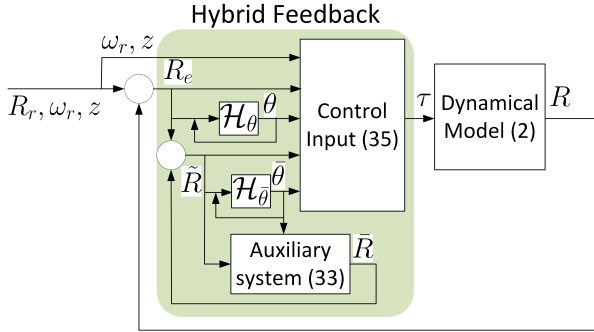 Hybrid Feedback
ω_r, z
R_r, ω_r, z
R_e
ℋ_θ
θ
Control
Input (35)
τ
Dynamical
Model (2)
R
R̃
ℋ_θ̄
θ̄
Auxiliary
system (33)
R̄